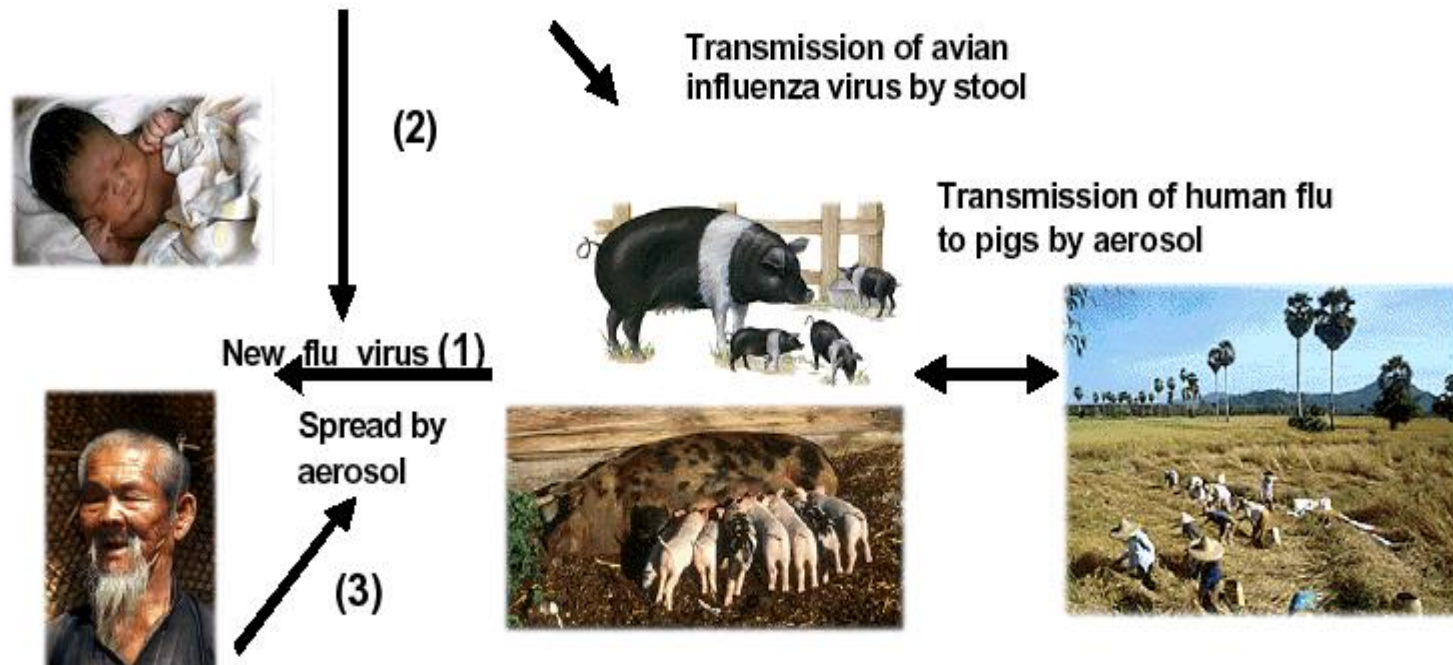 Transmission of avian
influenza virus by stool
(2)
Transmission of human flu
to pigs by aerosol
New flu virus (1)
Spread by
aerosol
(3)